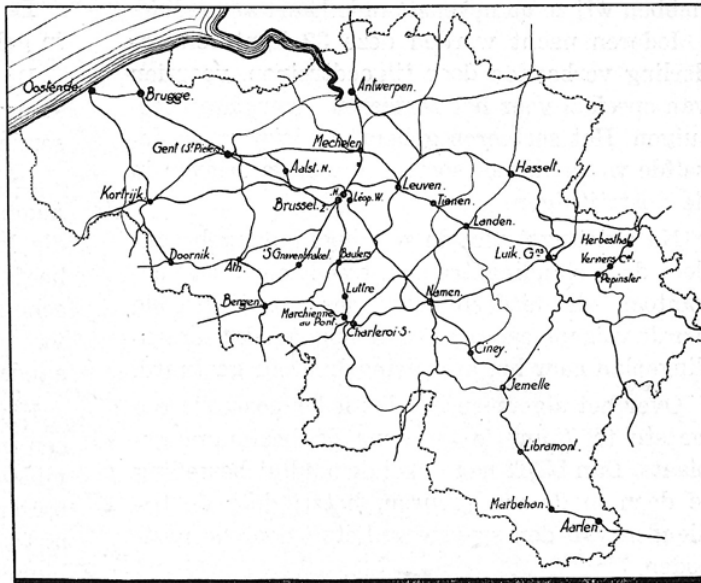 Oostende.
Brugge.
Antwerpen.
Gent (St Pieters)
Mechelen
Aalst. N.
Hasselt.
Kortrijk
Brussel
N.
Z.
Léop. W.
Leuven.
Tienen.
Landen.
Doornik.
Ath.
'S Gravenbrakel.
Baulers
Luik. Gns
Herbesthal
Verviers C.l.
Pepinster
Bergen
Luttre
Marchienne
au Pont.
Charleroi-S.
Namen.
Ciney.
Jemelle
Libramont.
Marbehan.
Aarlen